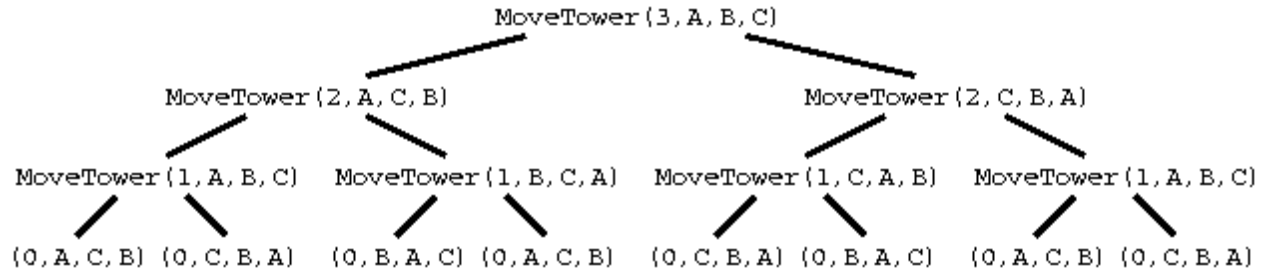 MoveTower(3,A,B,C)
MoveTower(2,A,C,B) MoveTower(2,C,B,A)
MoveTower(1,A,B,C) MoveTower(1,B,C,A) MoveTower(1,C,A,B) MoveTower(1,A,B,C)
(0,A,C,B) (0,C,B,A) (0,B,A,C) (0,A,C,B) (0,C,B,A) (0,B,A,C) (0,A,C,B) (0,C,B,A)